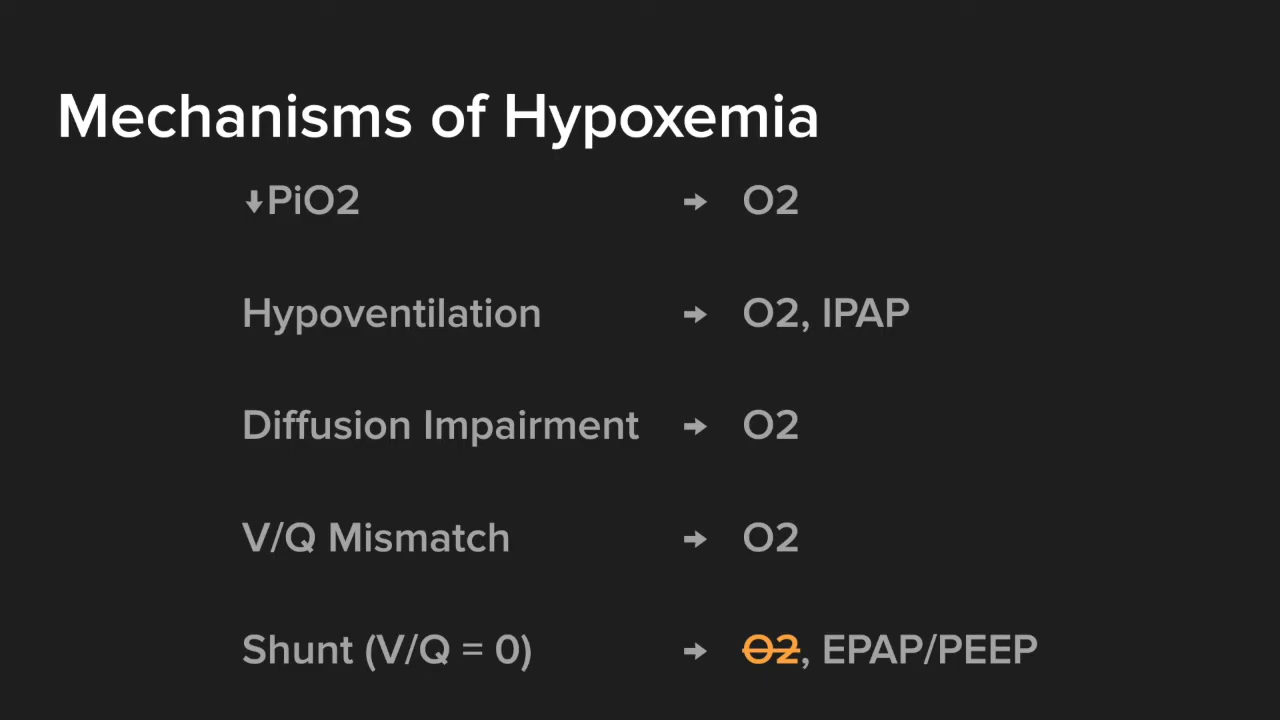 Mechanisms of Hypoxemia
↓PiO2 → O2
Hypoventilation → O2, IPAP
Diffusion Impairment → O2
V/Q Mismatch → O2
Shunt (V/Q = 0) → O2, EPAP/PEEP